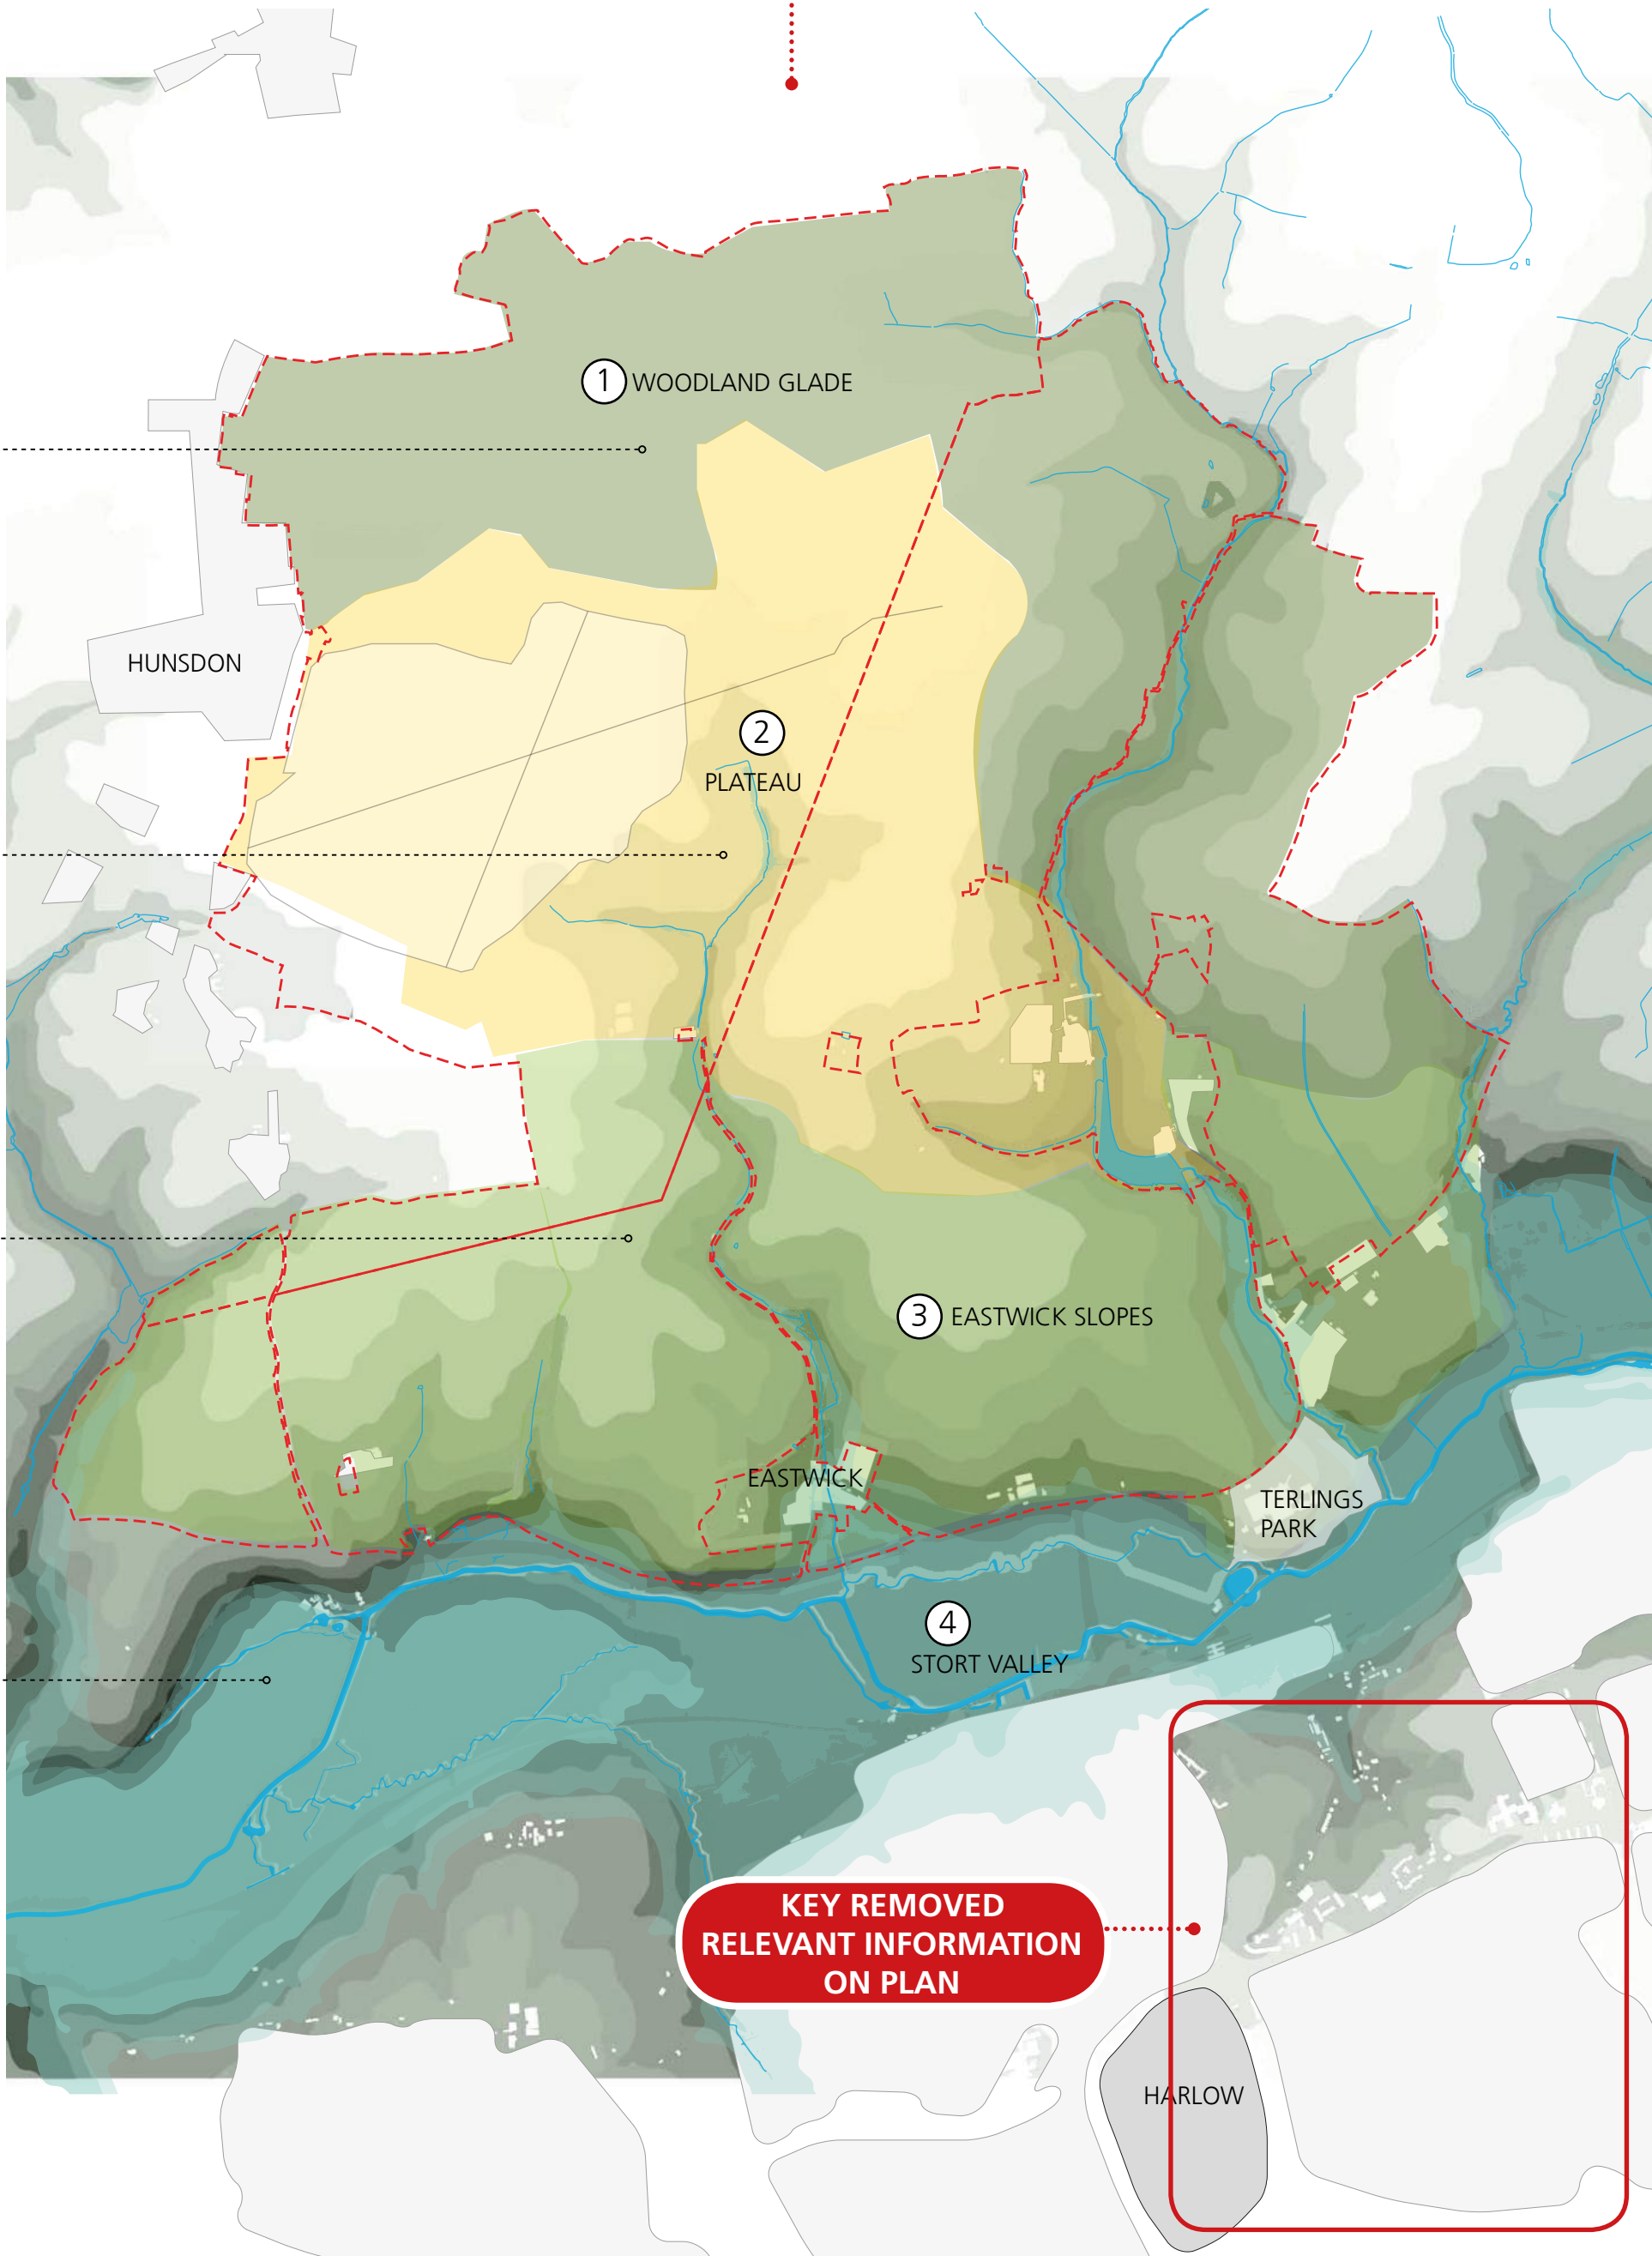 1 WOODLAND GLADE
HUNSDON
2
PLATEAU
3 EASTWICK SLOPES
EASTWICK
TERLINGS
PARK
4
STORT VALLEY
KEY REMOVED
RELEVANT INFORMATION
ON PLAN
HARLOW